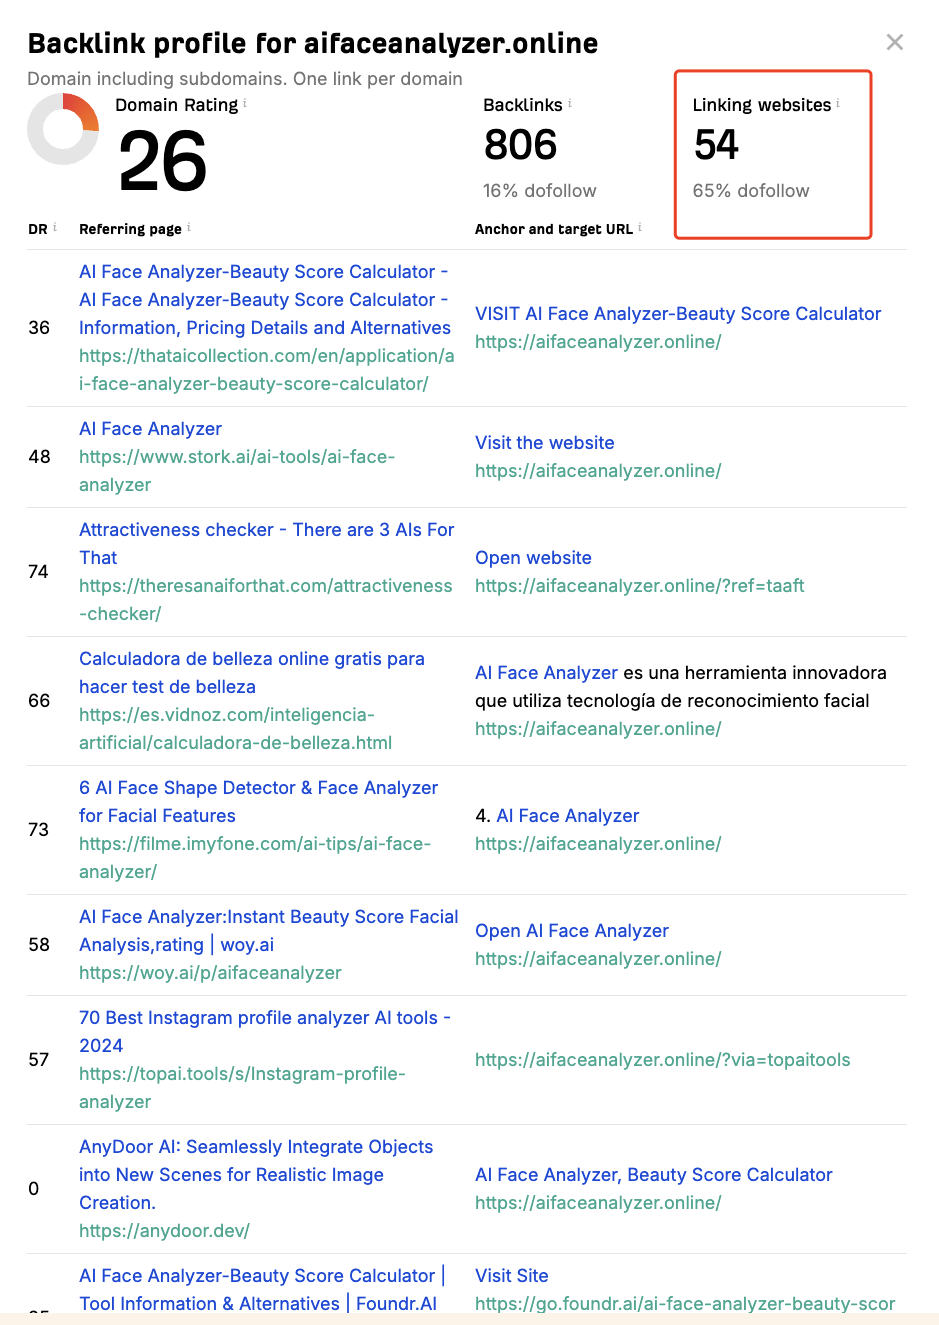 Backlink profile for aifaceanalyzer.online
Domain including subdomains. One link per domain
Domain Rating i
26
Backlinks i
806
16% dofollow
Linking websites i
54
65% dofollow
DR i
Referring page i
Anchor and target URL i
36
AI Face Analyzer-Beauty Score Calculator -
AI Face Analyzer-Beauty Score Calculator -
Information, Pricing Details and Alternatives
https://thataicollection.com/en/application/a
i-face-analyzer-beauty-score-calculator/
VISIT AI Face Analyzer-Beauty Score Calculator
https://aifaceanalyzer.online/
48
AI Face Analyzer
https://www.stork.ai/ai-tools/ai-face-
analyzer
Visit the website
https://aifaceanalyzer.online/
74
Attractiveness checker - There are 3 AIs For
That
https://theresanaiforthat.com/attractiveness
-checker/
Open website
https://aifaceanalyzer.online/?ref=taaft
66
Calculadora de belleza online gratis para
hacer test de belleza
https://es.vidnoz.com/inteligencia-
artificial/calculadora-de-belleza.html
AI Face Analyzer es una herramienta innovadora
que utiliza tecnología de reconocimiento facial
https://aifaceanalyzer.online/
73
6 AI Face Shape Detector & Face Analyzer
for Facial Features
https://filme.imyfone.com/ai-tips/ai-face-
analyzer/
4. AI Face Analyzer
https://aifaceanalyzer.online/
58
AI Face Analyzer:Instant Beauty Score Facial
Analysis,rating | woy.ai
https://woy.ai/p/aifaceanalyzer
Open AI Face Analyzer
https://aifaceanalyzer.online/
57
70 Best Instagram profile analyzer AI tools -
2024
https://topai.tools/s/Instagram-profile-
analyzer
https://aifaceanalyzer.online/?via=topaitools
0
AnyDoor AI: Seamlessly Integrate Objects
into New Scenes for Realistic Image
Creation.
https://anydoor.dev/
AI Face Analyzer, Beauty Score Calculator
https://aifaceanalyzer.online/
AI Face Analyzer-Beauty Score Calculator |
Tool Information & Alternatives | Foundr.AI
Visit Site
https://go.foundr.ai/ai-face-analyzer-beauty-scor